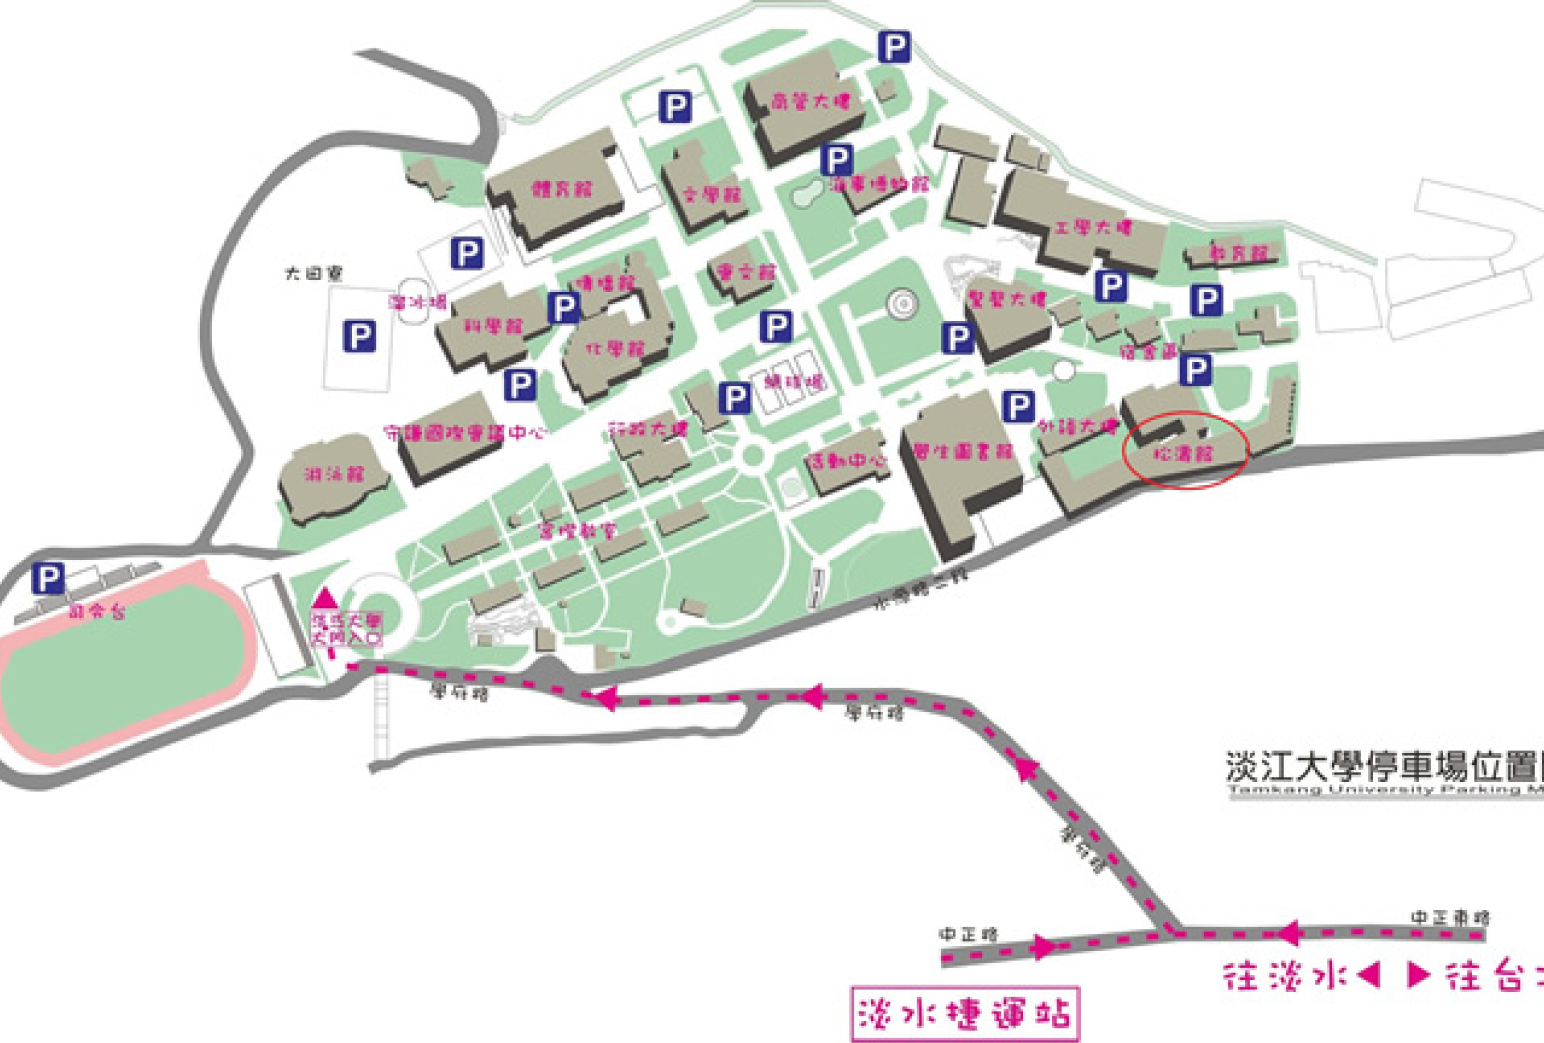 P
P
商管大樓
P
體育館
文學館
海事博物館
工學大樓
教育館
P
大田寮
溜冰場
傳播館
覺文館
P
P
驚聲大樓
P
科學館
P
化學館
P
P
宿舍區
P
P
網球場
P
P
守謙國際會議中心
行政大樓
外語大樓
游泳館
活動中心
學生圖書館
松濤館
宮燈教室
P
司令台
淡江大學
大門入口
水源路二段
學府路
學府路
學府路
淡江大學停車場位置
Tamkang University Parking M
中正路
中正東路
往淡水
往台
淡水捷運站